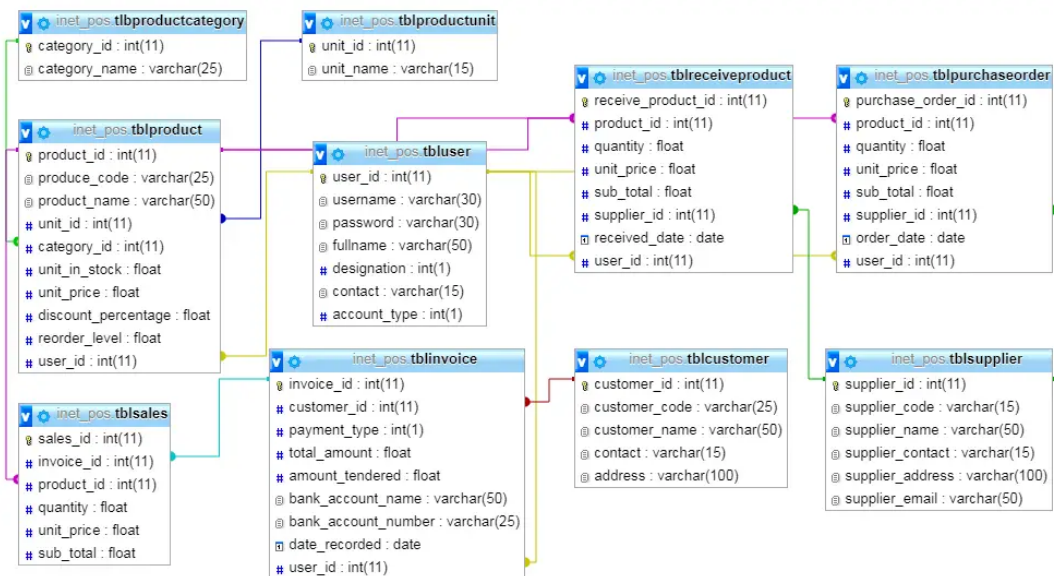 inet_pos.tlbproductcategory
category_id : int(11)
category_name : varchar(25)
inet_pos.tblproductunit
unit_id : int(11)
unit_name : varchar(15)
inet_pos.tblreceiveproduct
receive_product_id : int(11)
product_id : int(11)
quantity : float
unit_price : float
sub_total : float
supplier_id : int(11)
received_date : date
user_id : int(11)
inet_pos.tblpurchaseorder
purchase_order_id : int(11)
product_id : int(11)
quantity : float
unit_price : float
sub_total : float
supplier_id : int(11)
order_date : date
user_id : int(11)
inet_pos.tblproduct
product_id : int(11)
produce_code : varchar(25)
product_name : varchar(50)
unit_id : int(11)
category_id : int(11)
unit_in_stock : float
unit_price : float
discount_percentage : float
reorder_level : float
user_id : int(11)
inet_pos.tbluser
user_id : int(11)
username : varchar(30)
password : varchar(30)
fullname : varchar(50)
designation : int(1)
contact : varchar(15)
account_type : int(1)
inet_pos.tblsales
sales_id : int(11)
invoice_id : int(11)
product_id : int(11)
quantity : float
unit_price : float
sub_total : float
inet_pos.tblinvoice
invoice_id : int(11)
customer_id : int(11)
payment_type : int(1)
total_amount : float
amount_tendered : float
bank_account_name : varchar(50)
bank_account_number : varchar(25)
date_recorded : date
user_id : int(11)
inet_pos.tblcustomer
customer_id : int(11)
customer_code : varchar(25)
customer_name : varchar(50)
contact : varchar(15)
address : varchar(100)
inet_pos.tblsupplier
supplier_id : int(11)
supplier_code : varchar(15)
supplier_name : varchar(50)
supplier_contact : varchar(15)
supplier_address : varchar(100)
supplier_email : varchar(50)